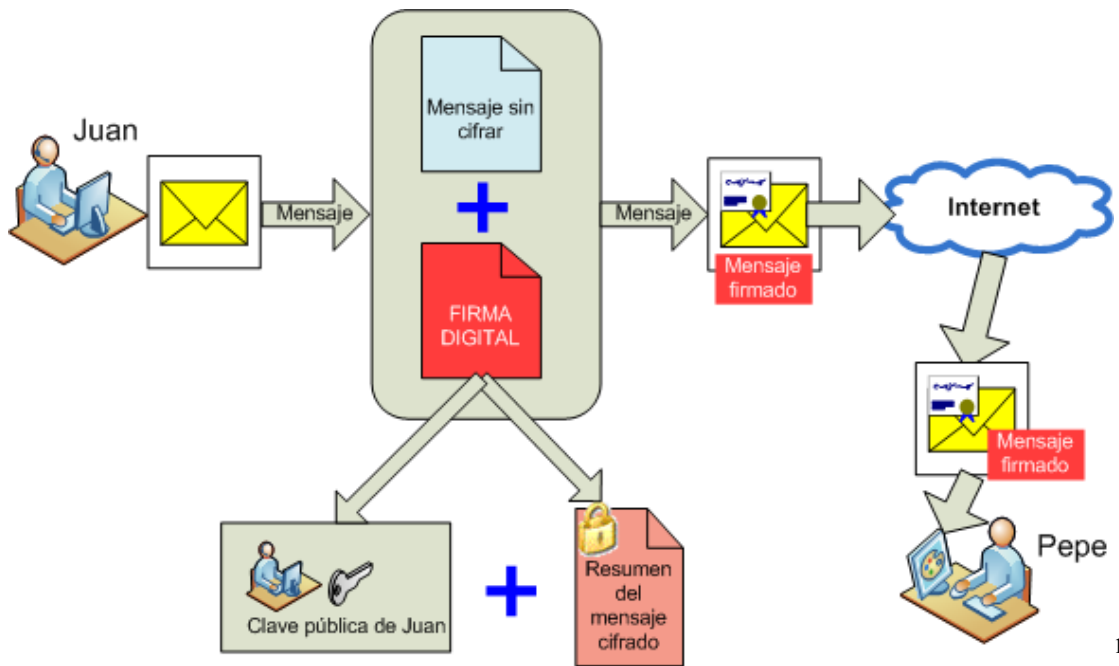 Juan
Mensaje
Mensaje sin
cifrar
FIRMA
DIGITAL
Mensaje
Mensaje
firmado
Internet
Mensaje
firmado
Pepe
Clave pública de Juan
Resumen
del
mensaje
cifrado